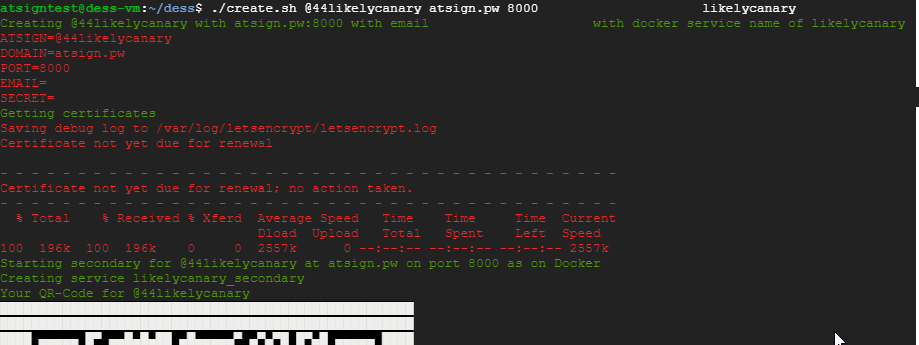 atsigntest@dess-vm:~/dess$ ./create.sh @44likelycanary atsign.pw 8000 likelycanary
Creating @44likelycanary with atsign.pw:8000 with email with docker service name of likelycanary
ATSIGN=@44likelycanary
DOMAIN=atsign.pw
PORT=8000
EMAIL=
SECRET=
Getting certificates
Saving debug log to /var/log/letsencrypt/letsencrypt.log
Certificate not yet due for renewal
- - - - - - - - - - - - - - - - - - - - - - - - - - - - - - - - - - - - - - - -
Certificate not yet due for renewal; no action taken.
- - - - - - - - - - - - - - - - - - - - - - - - - - - - - - - - - - - - - - - -
% Total % Received % Xferd Average Speed Time Time Time Current
Dload Upload Total Spent Left Speed
100 196k 100 196k 0 0 2557k 0 --:--:-- --:--:-- --:--:-- 2557k
Starting secondary for @44likelycanary at atsign.pw on port 8000 as on Docker
Creating service likelycanary_secondary
Your QR-Code for @44likelycanary